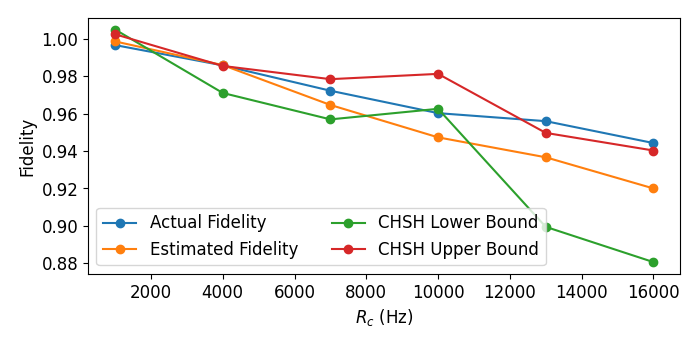 1.00
0.98
0.96
0.94
0.92
0.90
0.88
Fidelity
Actual Fidelity
Estimated Fidelity
CHSH Lower Bound
CHSH Upper Bound
2000 4000 6000 8000 10000 12000 14000 16000
R_c (Hz)